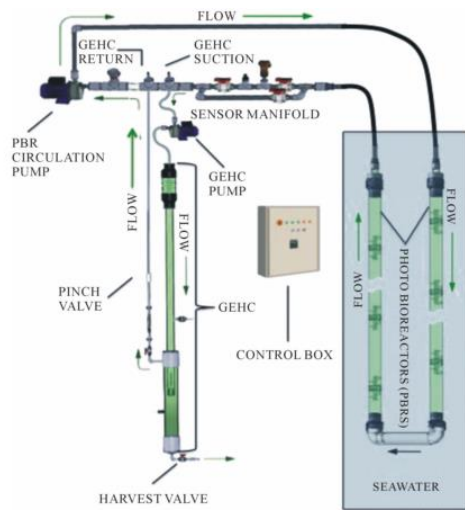 FLOW
GEHC
RETURN
GEHC
SUCTION
SENSOR MANIFOLD
PBR
CIRCULATION
PUMP
GEHC
PUMP
FLOW
FLOW
FLOW
FLOW
PINCH
VALVE
GEHC
CONTROL BOX
PHOTO BIOREACTORS (PBRS)
HARVEST VALVE
SEAWATER